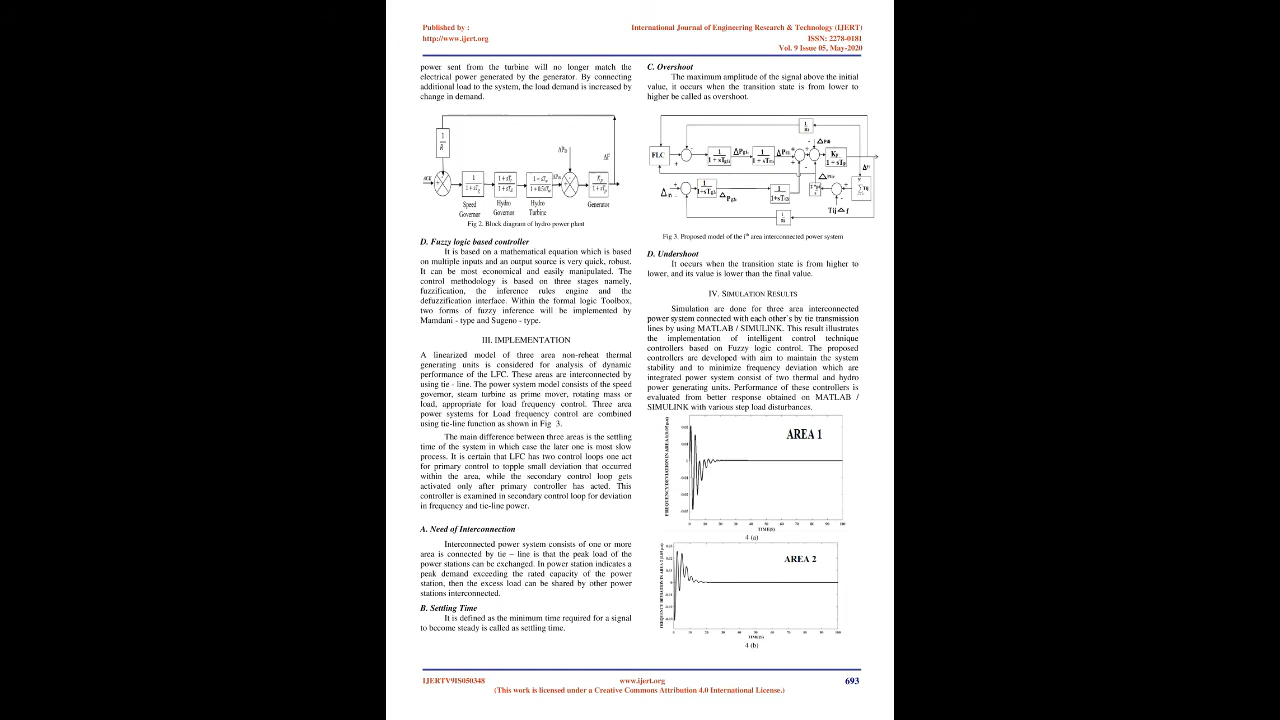 Published by :
http://www.ijert.org
International Journal of Engineering Research & Technology (IJERT)
ISSN: 2278-0181
Vol. 9 Issue 05, May-2020
power sent from the turbine will no longer match the
electrical power generated by the generator. By connecting
additional load to the system, the load demand is increased by
change in demand.
Speed
Governor
Hydro
Governor
Hydro
Turbine
Generator
Fig 2. Block diagram of hydro power plant
D. Fuzzy logic based controller
It is based on a mathematical equation which is based
on multiple inputs and an output source is very quick, robust.
It can be most economical and easily manipulated. The
control methodology is based on three stages namely,
fuzzification, the inference rules engine and the
defuzzification interface. Within the formal logic Toolbox,
two forms of fuzzy inference will be implemented by
Mamdani - type and Sugeno - type.
III. IMPLEMENTATION
A linearized model of three area non-reheat thermal
generating units is considered for analysis of dynamic
performance of the LFC. These areas are interconnected by
using tie - line. The power system model consists of the speed
governor, steam turbine as prime mover, rotating mass or
load, appropriate for load frequency control. Three area
power systems for Load frequency control are combined
using tie-line function as shown in Fig 3.
The main difference between three areas is the settling
time of the system in which case the later one is most slow
process. It is certain that LFC has two control loops one act
for primary control to topple small deviation that occurred
within the area, while the secondary control loop gets
activated only after primary controller has acted. This
controller is examined in secondary control loop for deviation
in frequency and tie-line power.
A. Need of Interconnection
Interconnected power system consists of one or more
area is connected by tie – line is that the peak load of the
power stations can be exchanged. In power station indicates a
peak demand exceeding the rated capacity of the power
station, then the excess load can be shared by other power
stations interconnected.
B. Settling Time
It is defined as the minimum time required for a signal
to become steady is called as settling time.
C. Overshoot
The maximum amplitude of the signal above the initial
value, it occurs when the transition state is from lower to
higher be called as overshoot.
FLC
Fig 3. Proposed model of the ith area interconnected power system
D. Undershoot
It occurs when the transition state is from higher to
lower, and its value is lower than the final value.
IV. SIMULATION RESULTS
Simulation are done for three area interconnected
power system connected with each other's by tie transmission
lines by using MATLAB / SIMULINK. This result illustrates
the implementation of intelligent control technique
controllers based on Fuzzy logic control. The proposed
controllers are developed with aim to maintain the system
stability and to minimize frequency deviation which are
integrated power system consist of two thermal and hydro
power generating units. Performance of these controllers is
evaluated from better response obtained on MATLAB /
SIMULINK with various step load disturbances.
AREA 1
TIME(S)
4 (a)
AREA 2
TIME(S)
4 (b)
IJERTV9IS050348
www.ijert.org
693
(This work is licensed under a Creative Commons Attribution 4.0 International License.)